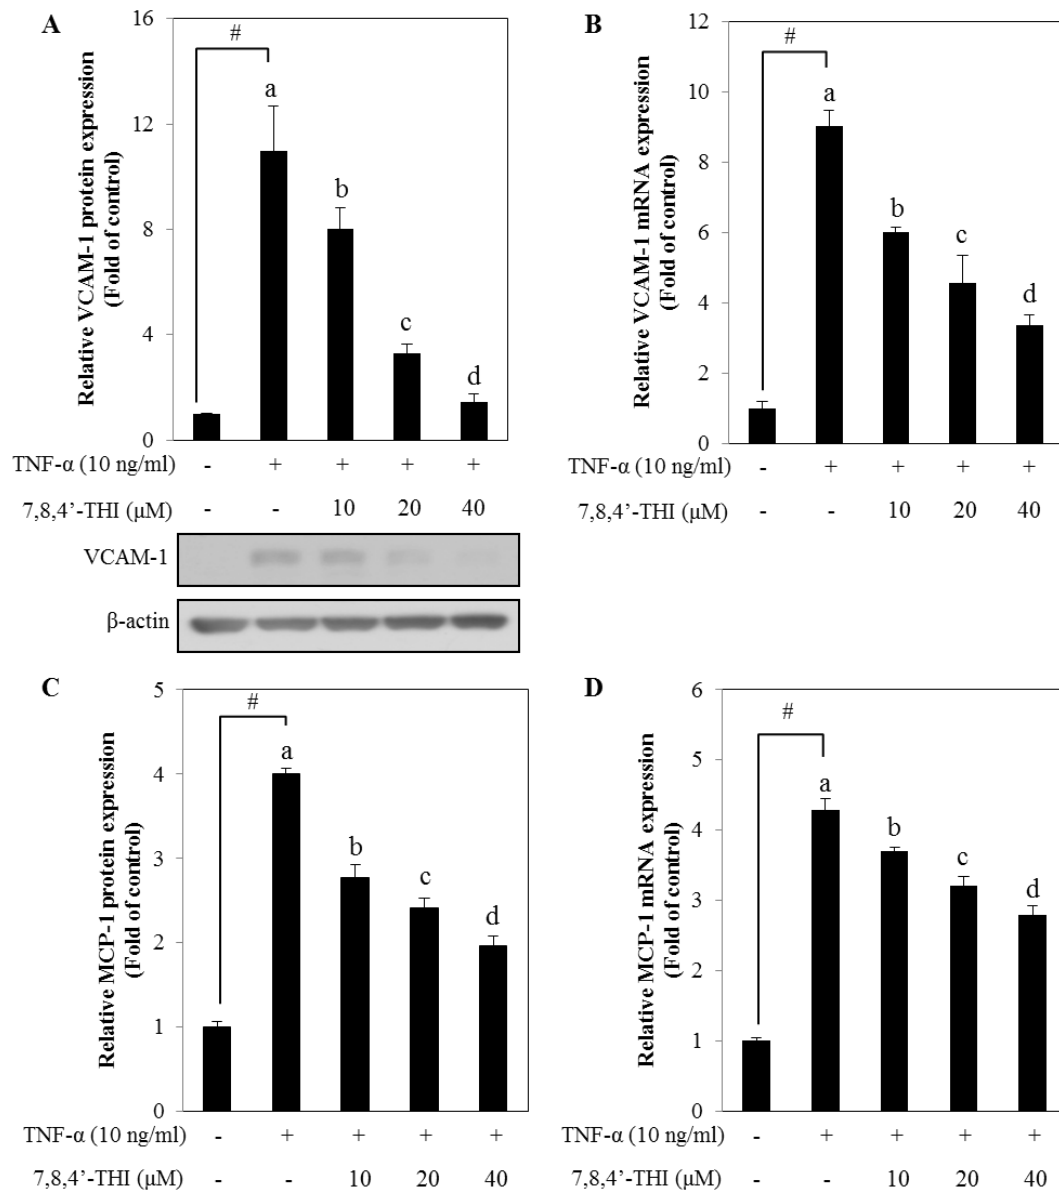 A
Relative VCAM-1 protein expression
(Fold of control)
16
12
8
4
0
#
a
b
c
d
TNF-α (10 ng/ml) - + + + +
7,8,4’-THI (μM) - - 10 20 40
VCAM-1
β-actin
B
Relative VCAM-1 mRNA expression
(Fold of control)
12
10
8
6
4
2
0
#
a
b
c
d
TNF-α (10 ng/ml) - + + + +
7,8,4’-THI (μM) - - 10 20 40
C
Relative MCP-1 protein expression
(Fold of control)
5
4
3
2
1
0
#
a
b
c
d
TNF-α (10 ng/ml) - + + + +
7,8,4’-THI (μM) - - 10 20 40
D
Relative MCP-1 mRNA expression
(Fold of control)
6
5
4
3
2
1
0
#
a
b
c
d
TNF-α (10 ng/ml) - + + + +
7,8,4’-THI (μM) - - 10 20 40